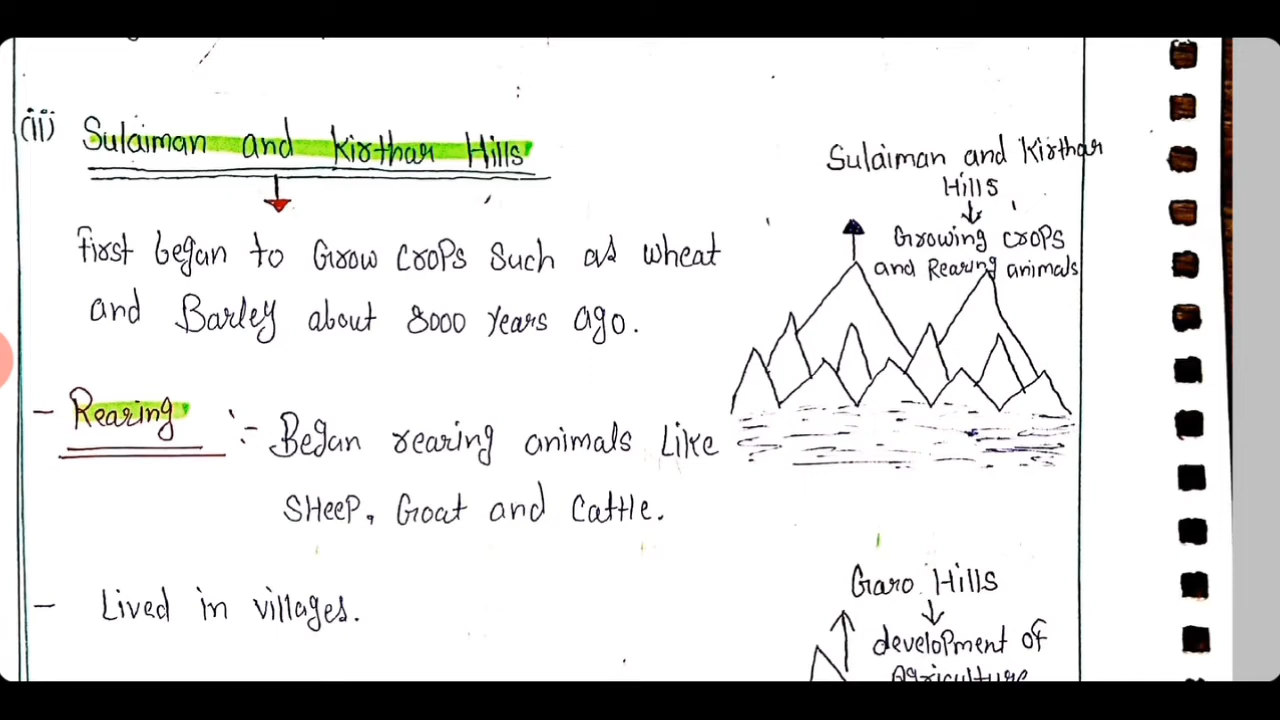 (ii) Sulaiman and Kirthar Hills
First began to Grow crops such as wheat
and Barley about 8000 years ago.
- Rearing :- Began rearing animals like
Sheep, Goat and Cattle.
- Lived in villages.
Sulaiman and Kirthar
Hills
Growing crops
and Rearing animals
Garo Hills
development of
Agriculture